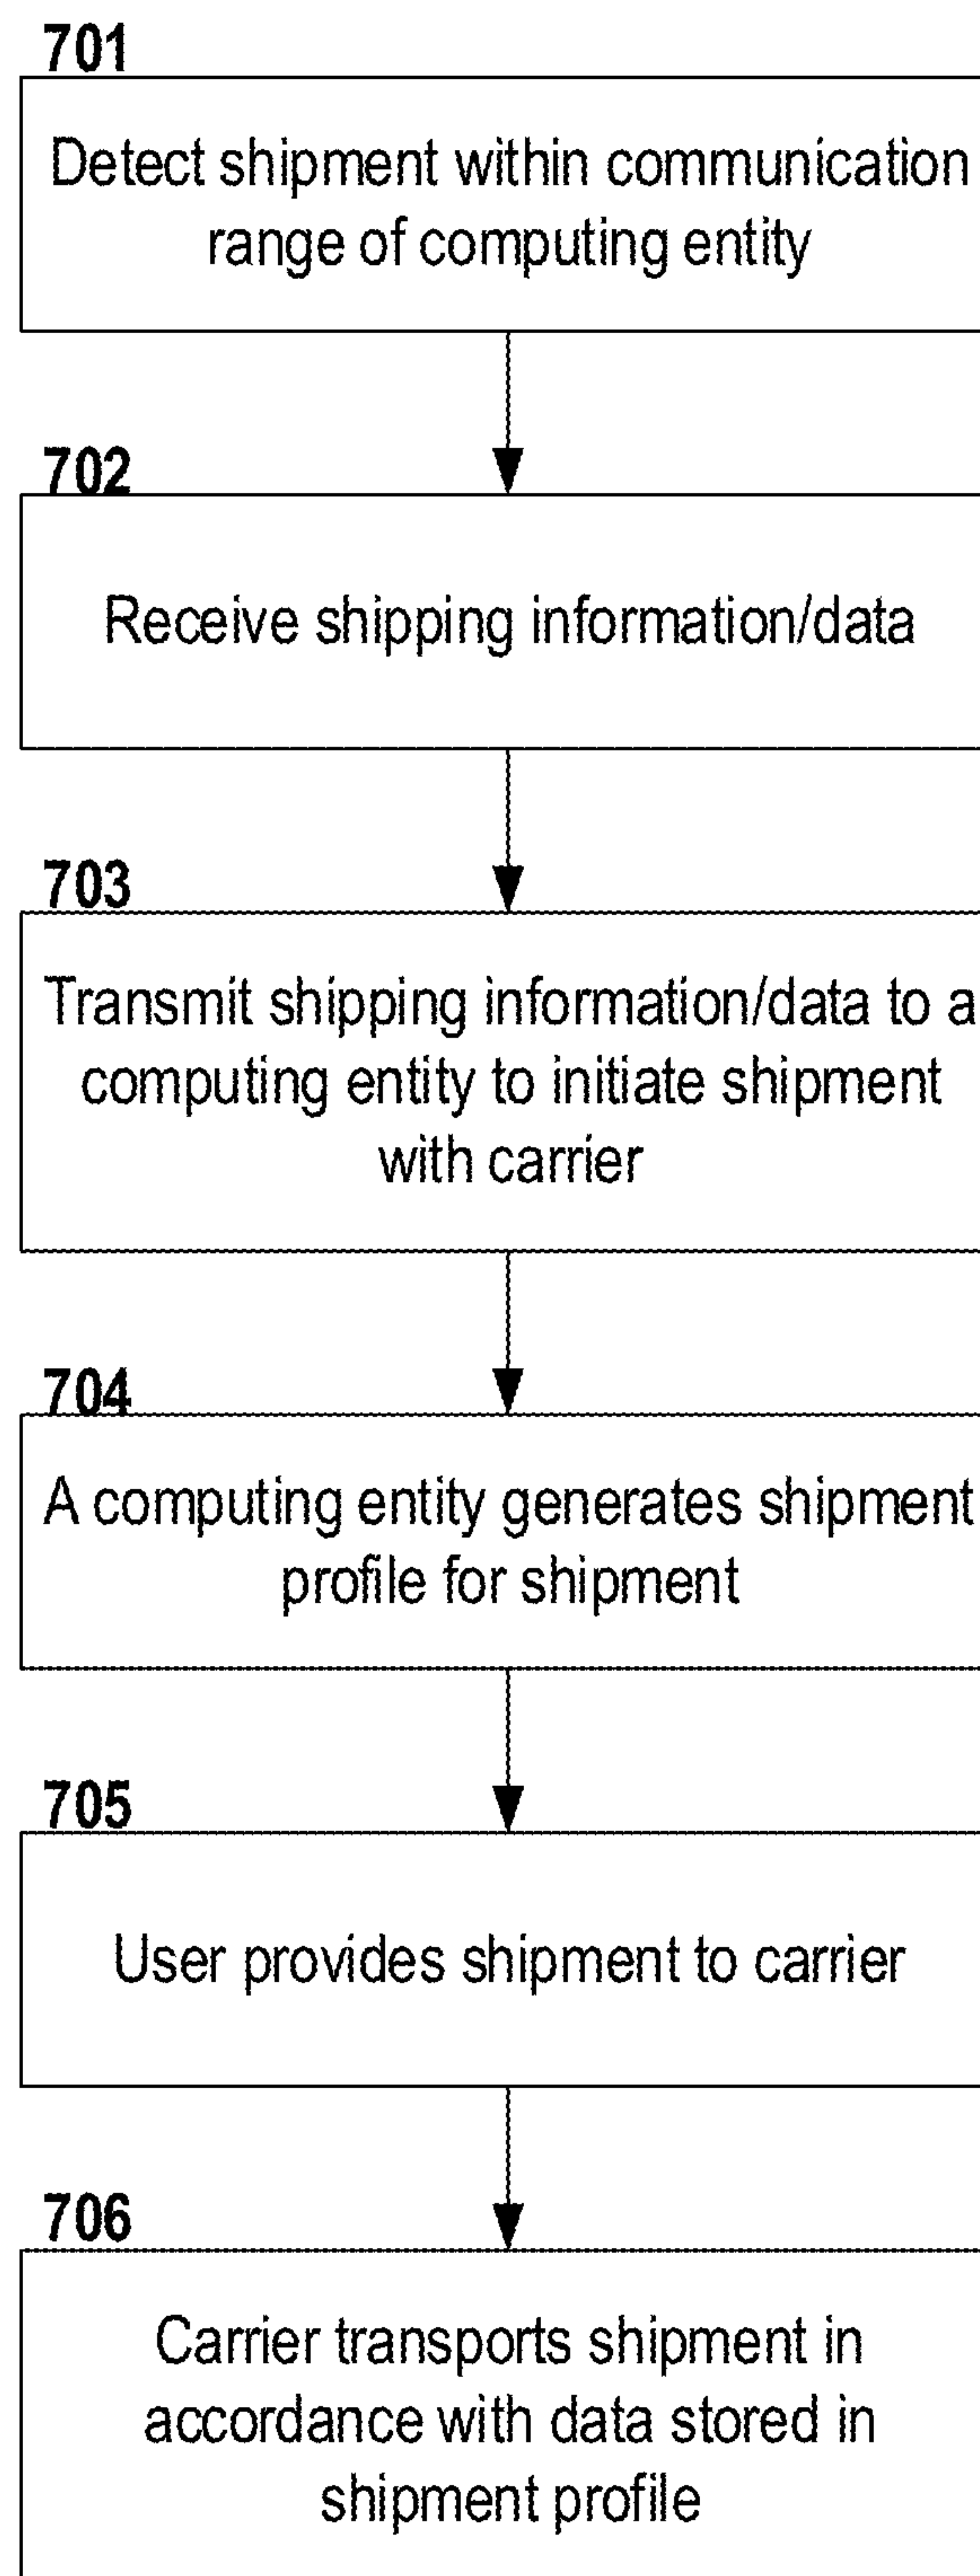 701
Detect shipment within communication
range of computing entity
702
Receive shipping information/data
703
Transmit shipping information/data to a
computing entity to initiate shipment
with carrier
704
A computing entity generates shipment
profile for shipment
705
User provides shipment to carrier
706
Carrier transports shipment in
accordance with data stored in
shipment profile